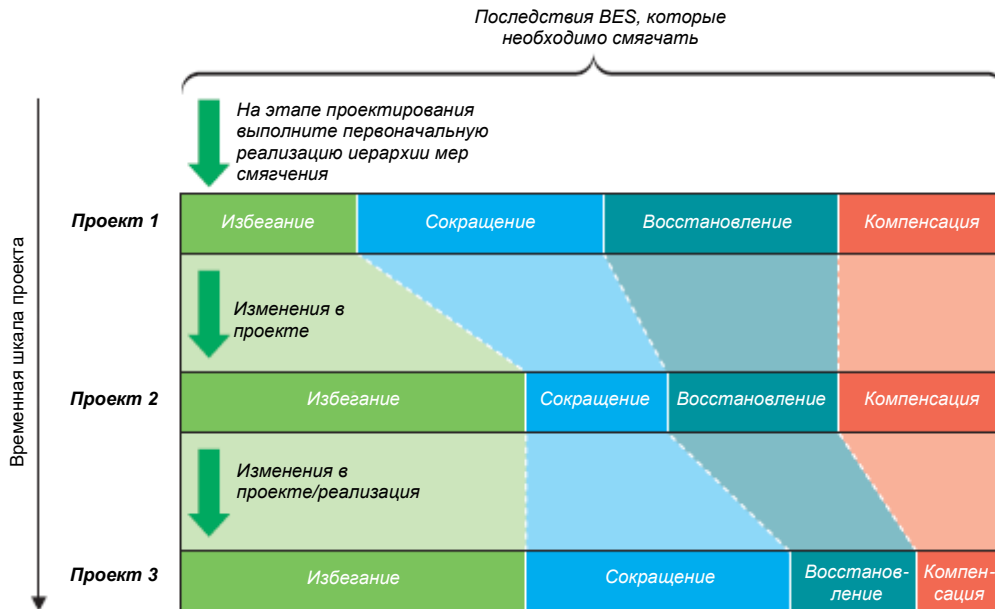 Последствия BES, которые
необходимо смягчать
Временная шкала проекта
На этапе проектирования
выполните первоначальную
реализацию иерархии мер
смягчения
Проект 1
Избегание
Сокращение
Восстановление
Компенсация
Изменения в
проекте
Проект 2
Избегание
Сокращение
Восстановление
Компенсация
Изменения в
проекте/реализация
Проект 3
Избегание
Сокращение
Восстанов-
ление
Компен-
сация